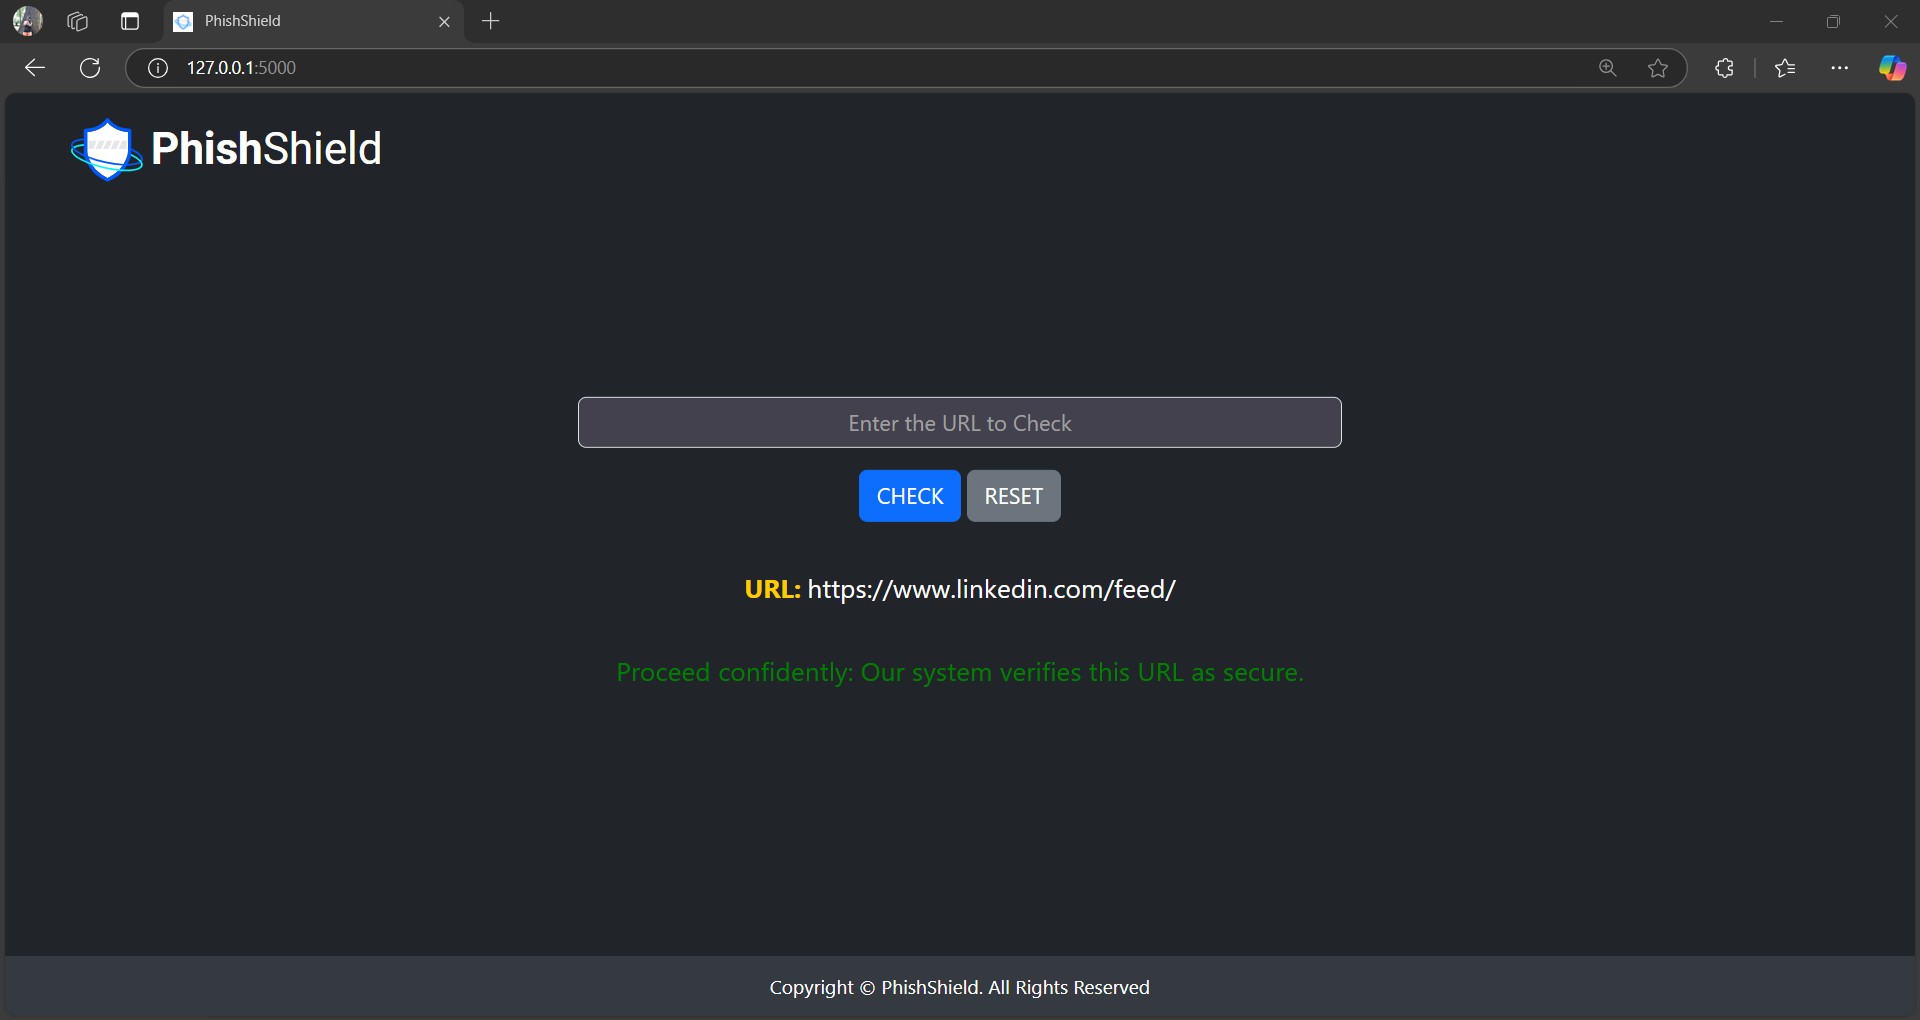 PhishShield
127.0.0.1:5000
PhishShield
Enter the URL to Check
CHECK RESET
URL: https://www.linkedin.com/feed/
Proceed confidently: Our system verifies this URL as secure.
Copyright © PhishShield. All Rights Reserved